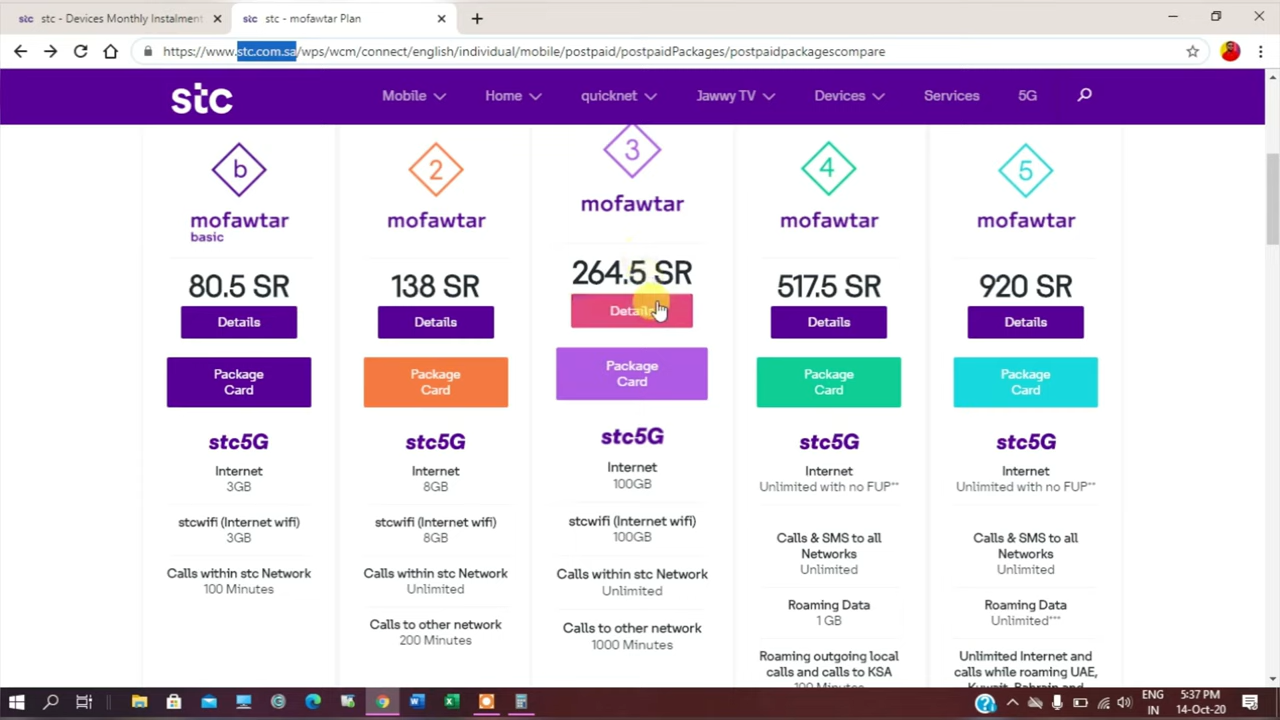 stc - Devices Monthly Instalment
stc - mofawtar Plan
https://www.stc.com.sa/wps/wcm/connect/english/individual/mobile/postpaid/postpaidPackages/postpaidpackagescompare
stc
Mobile
Home
quicknet
Jawwy TV
Devices
Services
5G
b
mofawtar
basic
80.5 SR
Details
Package
Card
stc5G
Internet
3GB
stcwifi (Internet wifi)
3GB
Calls within stc Network
100 Minutes
2
mofawtar
138 SR
Details
Package
Card
stc5G
Internet
8GB
stcwifi (Internet wifi)
8GB
Calls within stc Network
Unlimited
Calls to other network
200 Minutes
3
mofawtar
264.5 SR
Details
Package
Card
stc5G
Internet
100GB
stcwifi (Internet wifi)
100GB
Calls within stc Network
Unlimited
Calls to other network
1000 Minutes
4
mofawtar
517.5 SR
Details
Package
Card
stc5G
Internet
Unlimited with no FUP**
Calls & SMS to all
Networks
Unlimited
Roaming Data
1 GB
Roaming outgoing local
calls and calls to KSA
100 Minutes
5
mofawtar
920 SR
Details
Package
Card
stc5G
Internet
Unlimited with no FUP**
Calls & SMS to all
Networks
Unlimited
Roaming Data
Unlimited***
Unlimited Internet and
calls while roaming UAE,
Kuwait, Bahrain and
ENG
IN
5:37 PM
14-Oct-20